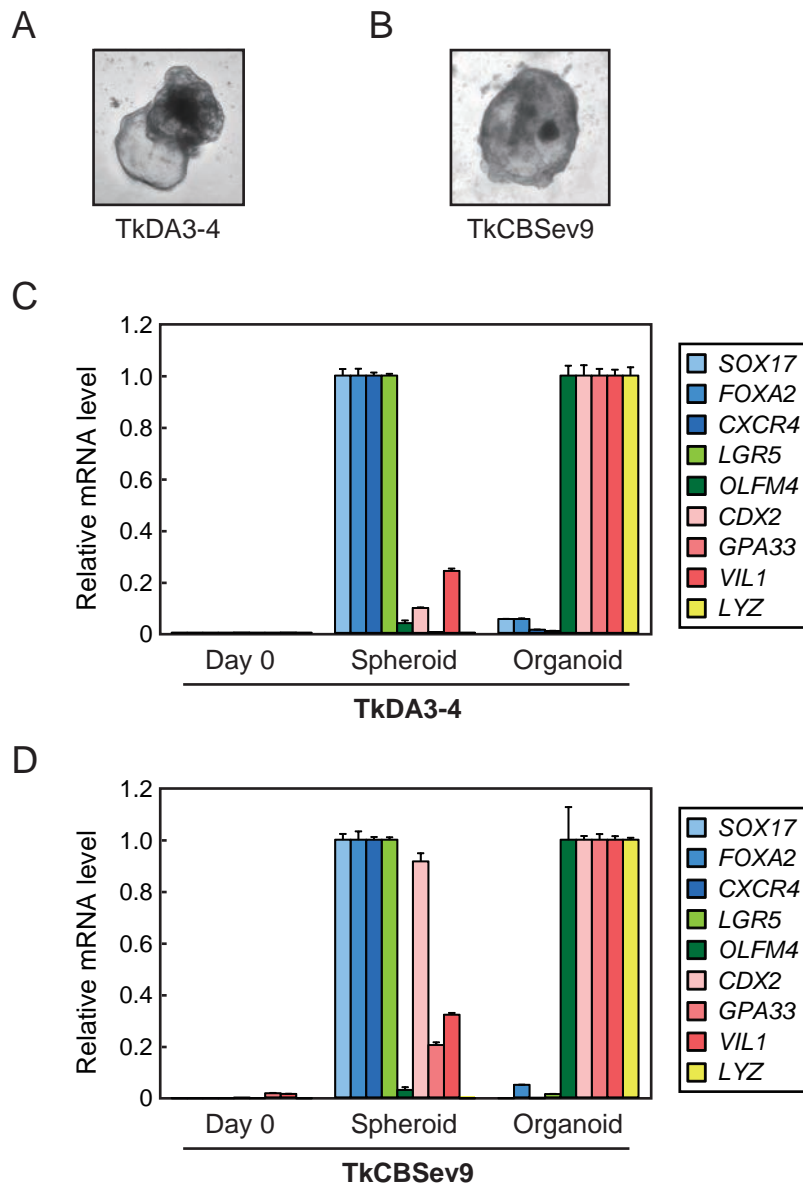 A
B
TkDA3-4
TkCBSev9
C
1.2
1.0
0.8
0.6
0.4
0.2
0
Relative mRNA level
Day 0
Spheroid
Organoid
TkDA3-4
SOX17
FOXA2
CXCR4
LGR5
OLFM4
CDX2
GPA33
VIL1
LYZ
D
1.2
1.0
0.8
0.6
0.4
0.2
0
Relative mRNA level
Day 0
Spheroid
Organoid
TkCBSev9
SOX17
FOXA2
CXCR4
LGR5
OLFM4
CDX2
GPA33
VIL1
LYZ